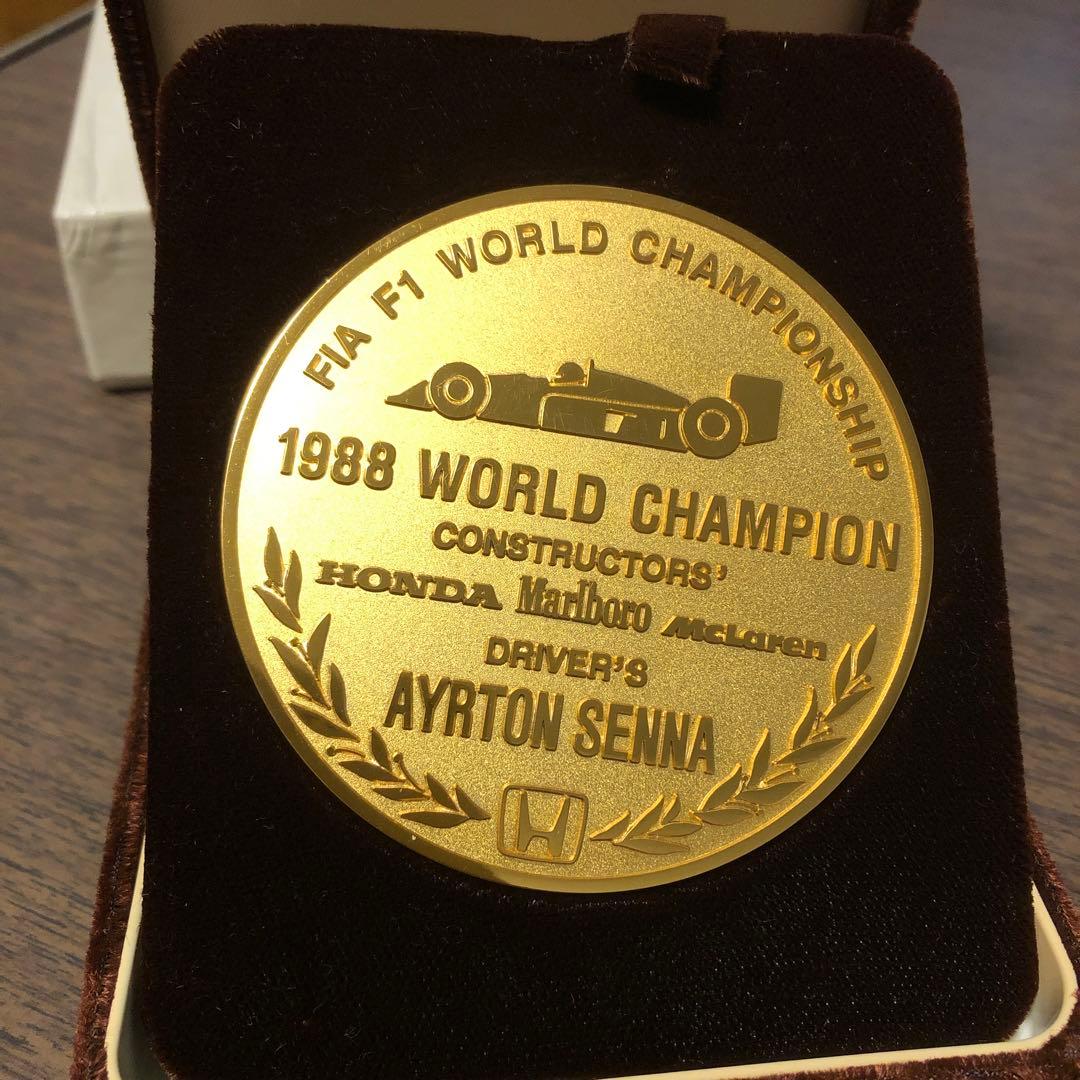 FIA F1 WORLD CHAMPIONSHIP
1988 WORLD CHAMPION
CONSTRUCTORS'
HONDA Marlboro McLaren
DRIVER'S
AYRTON SENNA